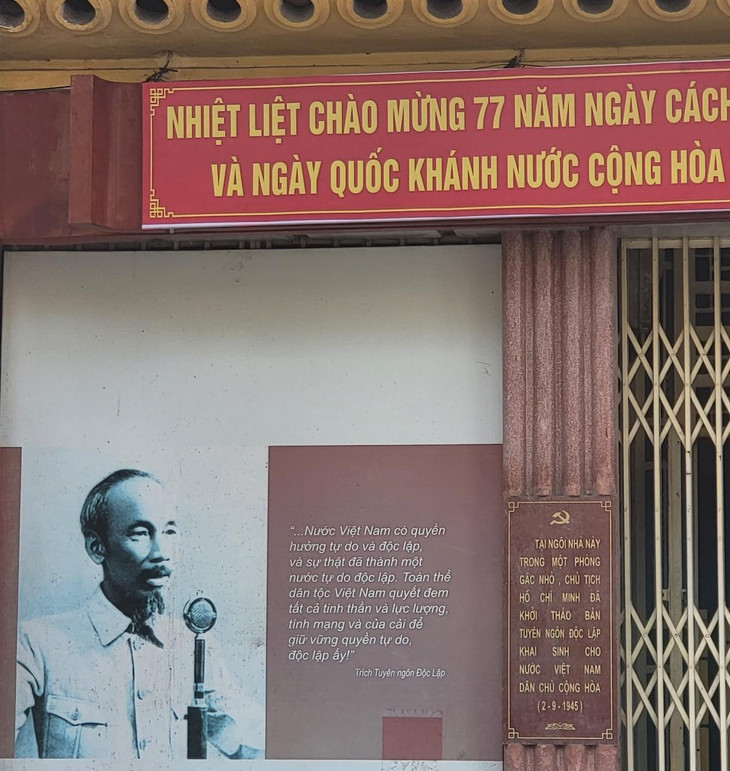 NHIỆT LIỆT CHÀO MỪNG 77 NĂM NGÀY CÁCH
VÀ NGÀY QUỐC KHÁNH NƯỚC CỘNG HÒA
“...Nước Việt Nam có quyền
hưởng tự do và độc lập,
và sự thật đã thành một
nước tự do độc lập. Toàn thể
dân tộc Việt Nam quyết đem
tất cả tinh thần và lực lượng,
tính mạng và của cải để
giữ vững quyền tự do,
độc lập ấy!”
Trích Tuyên ngôn Độc Lập
TẠI NGÔI NHÀ NÀY
TRONG MỘT PHÒNG
GÁC NHỎ , CHỦ TỊCH
HỒ CHÍ MINH ĐÃ
KHỞI THẢO BẢN
TUYÊN NGÔN ĐỘC LẬP
KHAI SINH CHO
NƯỚC VIỆT NAM
DÂN CHỦ CỘNG HÒA
( 2 - 9 - 1945 )